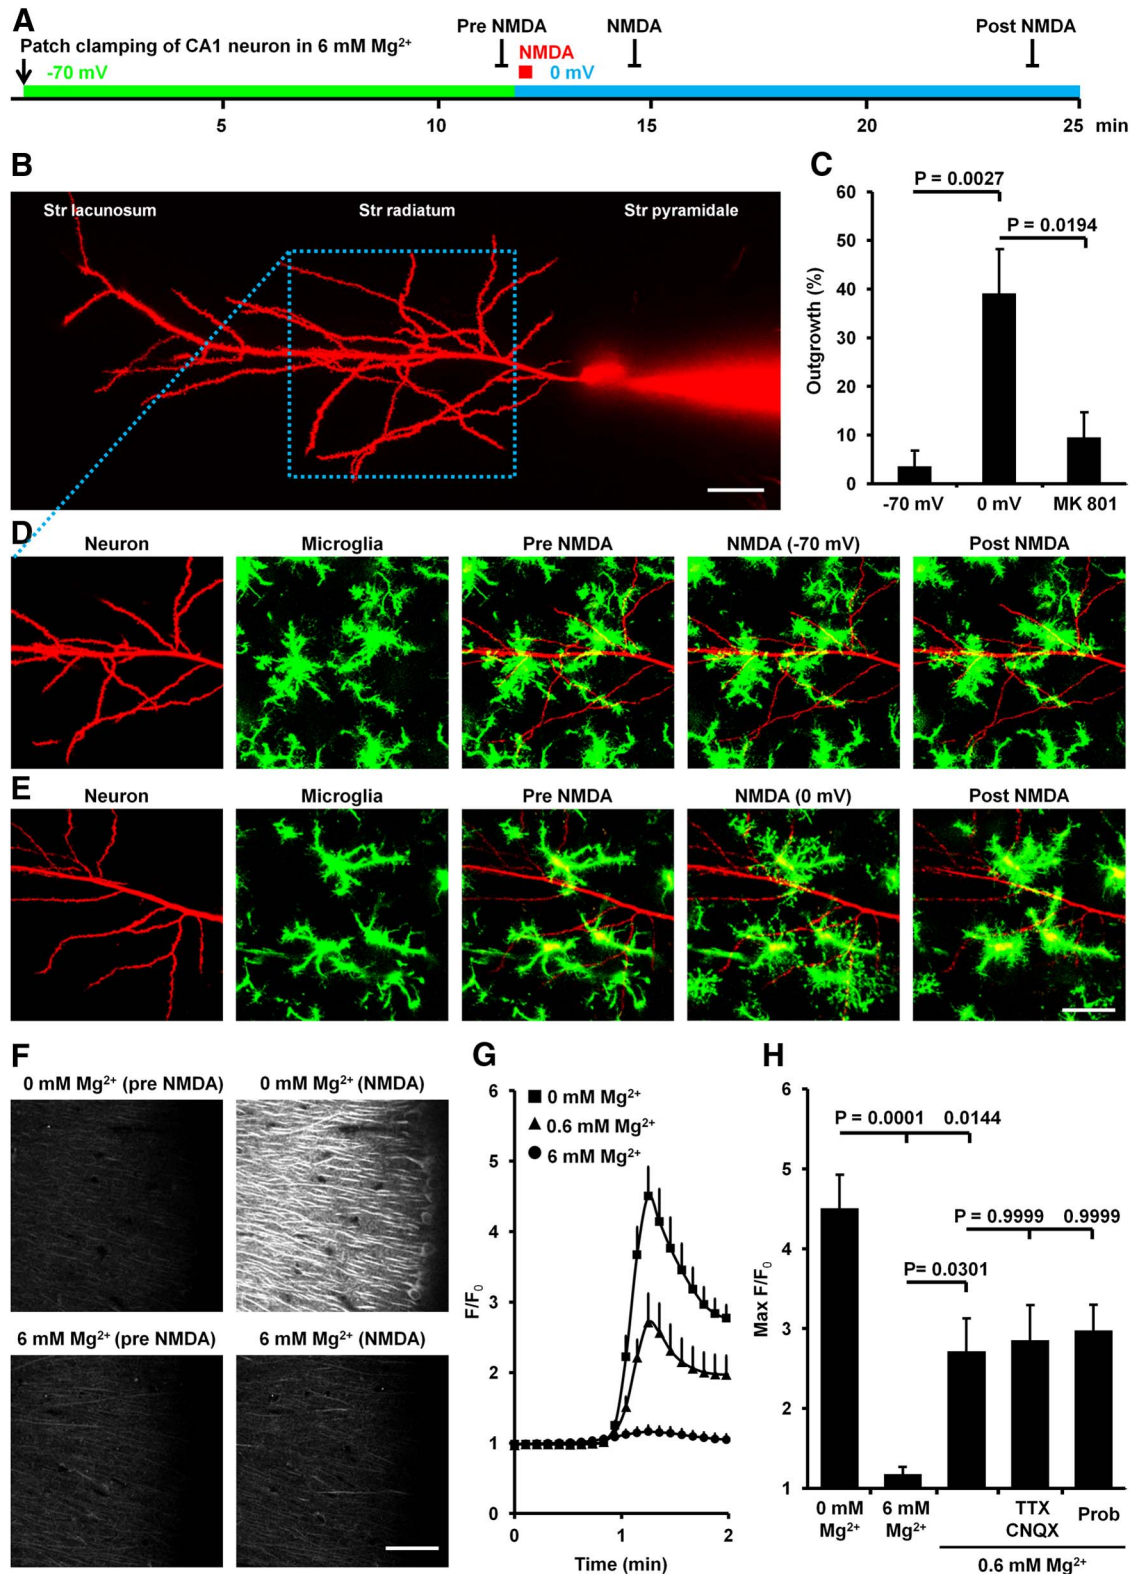 A
Pre NMDA
NMDA
Post NMDA
Patch clamping of CA1 neuron in 6 mM Mg²⁺
NMDA
-70 mV
0 mV
5
10
15
20
25
min
B
Str lacunosum
Str radiatum
Str pyramidale
C
P = 0.0027
P = 0.0194
Outgrowth (%)
60
50
40
30
20
10
0
-70 mV
0 mV
MK 801
D
Neuron
Microglia
Pre NMDA
NMDA (-70 mV)
Post NMDA
E
Neuron
Microglia
Pre NMDA
NMDA (0 mV)
Post NMDA
F
0 mM Mg²⁺ (pre NMDA)
0 mM Mg²⁺ (NMDA)
6 mM Mg²⁺ (pre NMDA)
6 mM Mg²⁺ (NMDA)
G
0 mM Mg²⁺
0.6 mM Mg²⁺
6 mM Mg²⁺
F/F₀
6
5
4
3
2
1
0
0
1
2
Time (min)
H
P = 0.0001 0.0144
P = 0.9999 0.9999
P= 0.0301
Max F/F₀
6
5
4
3
2
1
0 mM
Mg²⁺
6 mM
Mg²⁺
TTX
CNQX
Prob
0.6 mM Mg²⁺